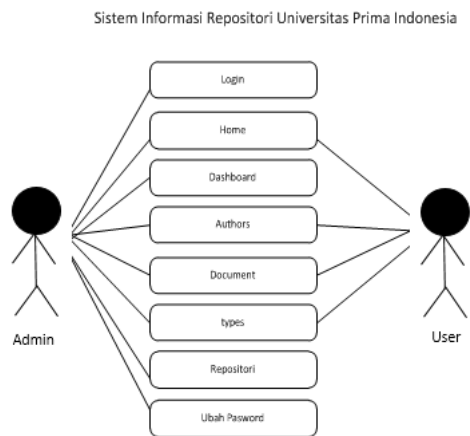 Sistem Informasi Repositori Universitas Prima Indonesia
Login
Home
Dashboard
Authors
Document
types
Repositori
Ubah Pasword
Admin
User